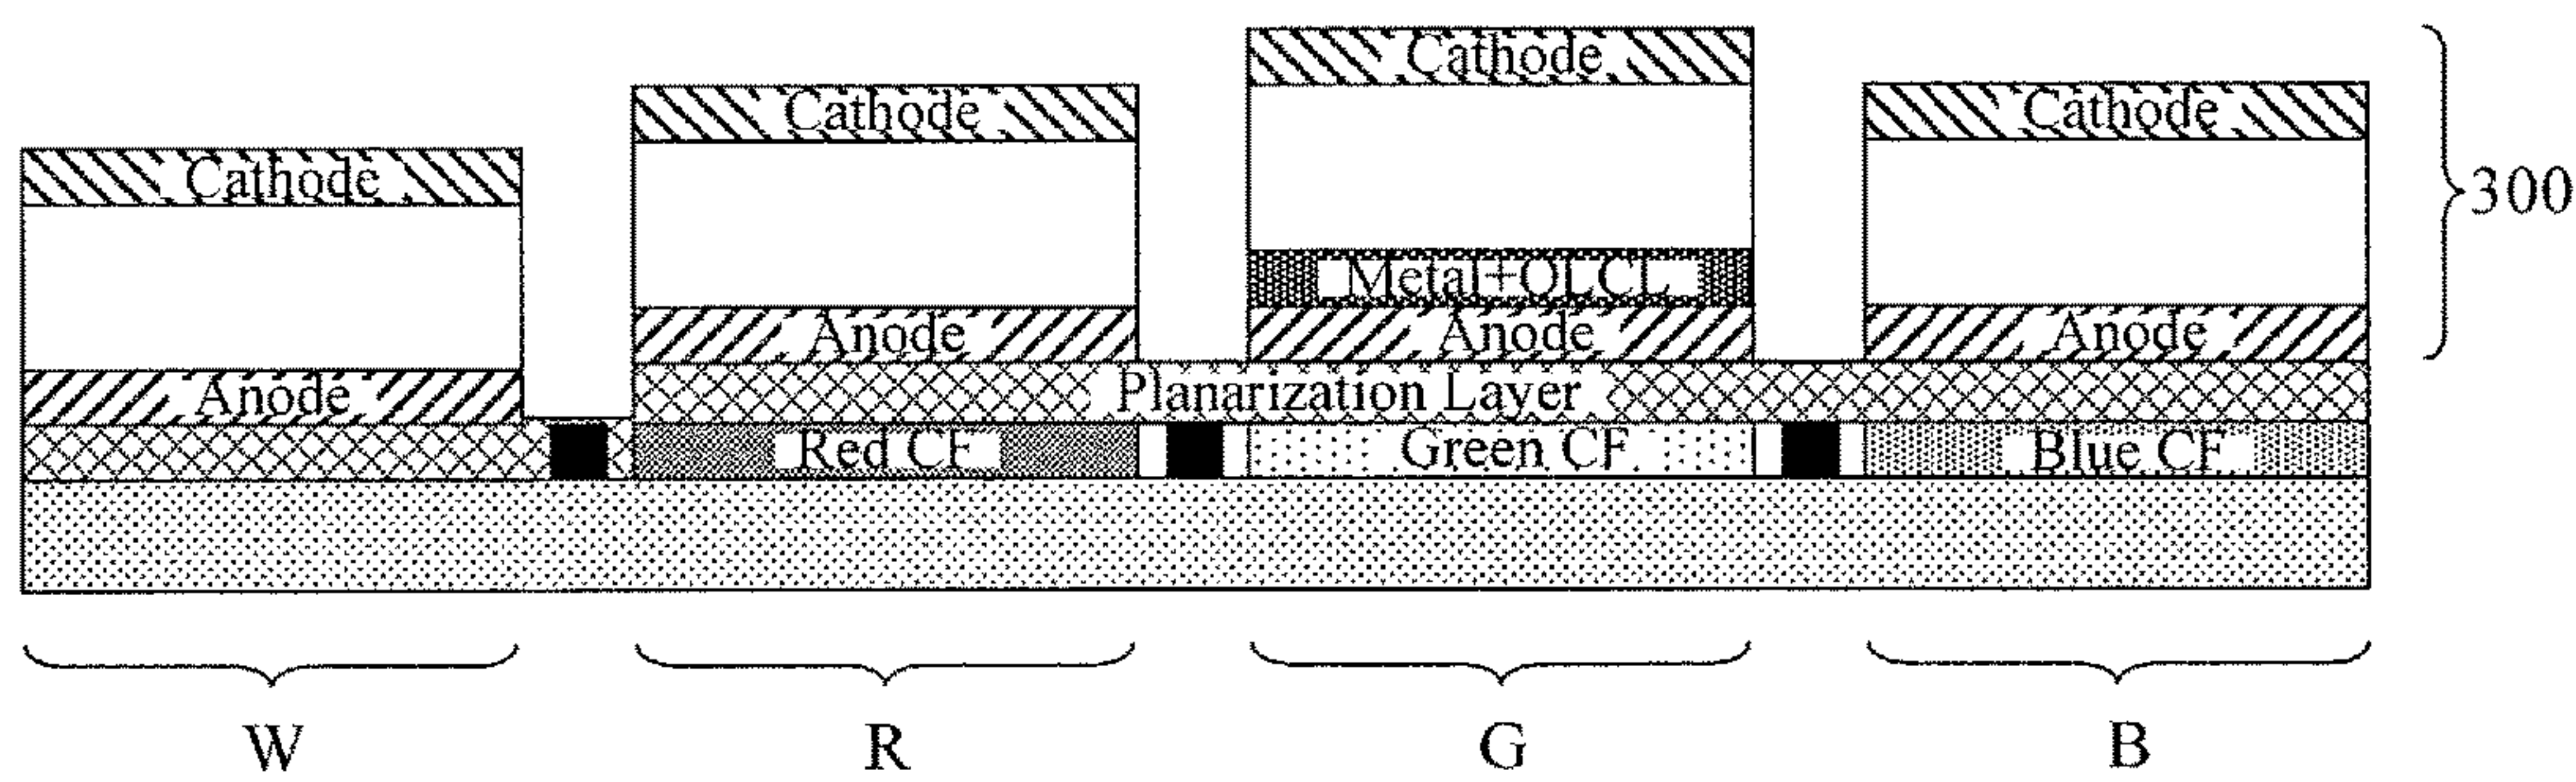 Cathode
Cathode
Cathode
Cathode
300
Metal+OLCL
Anode
Anode
Anode
Anode
Planarization Layer
Red CF
Green CF
Blue CF
W
R
G
B